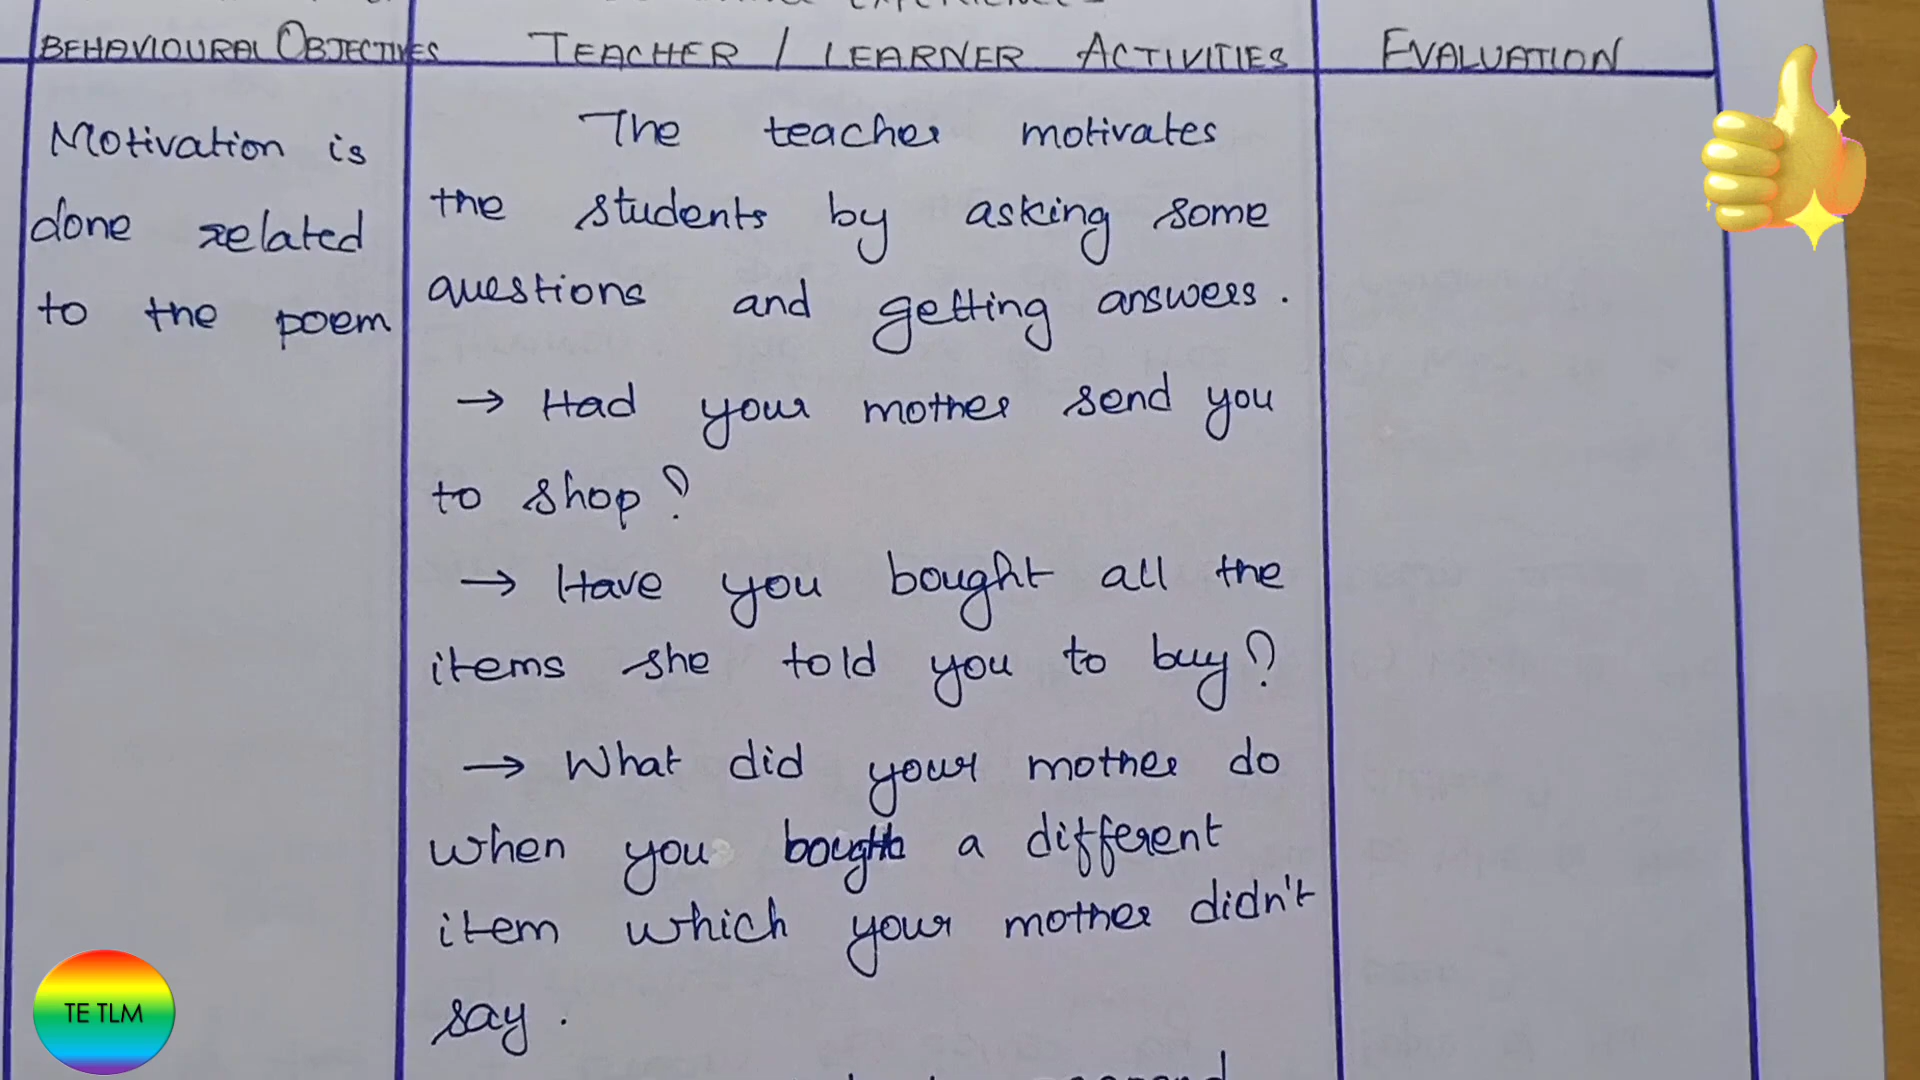 BEHAVIOURAL OBJECTIVES TEACHER / LEARNER ACTIVITIES EVALUATION
Motivation is
done related
to the poem
The teacher motivates
the students by asking some
questions and getting answers.
→ Had your mother send you
to shop?
→ Have you bought all the
items she told you to buy?
→ What did your mother do
when you bought a different
item which your mother didn't
say.
TE TLM